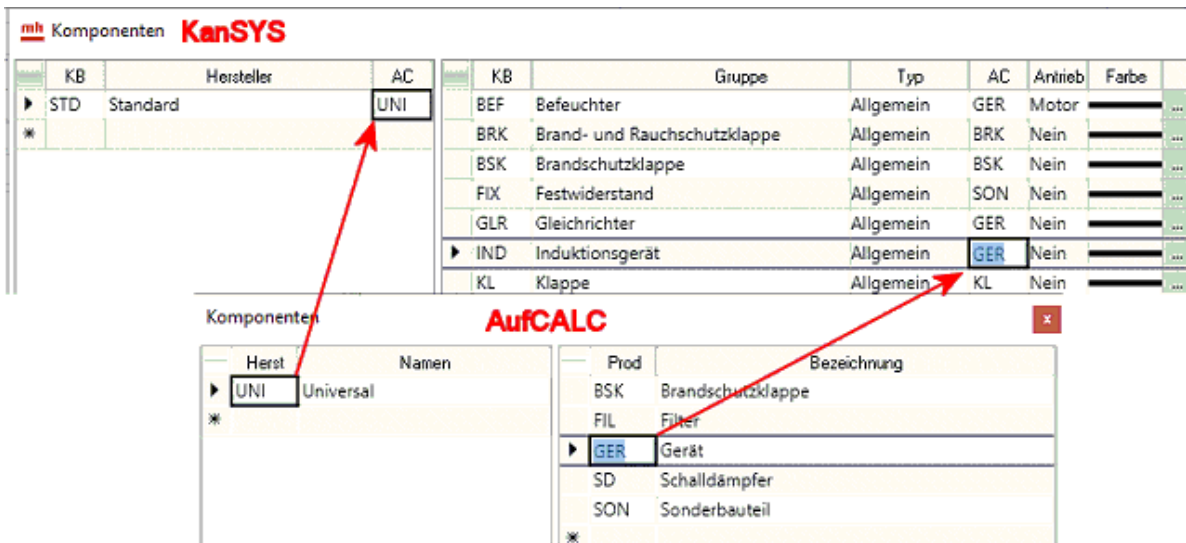 mh Komponenten KanSYS
KB Hersteller AC KB Gruppe Typ AC Antrieb Farbe
STD Standard UNI BEF Befeuchter Allgemein GER Motor ...
BRK Brand- und Rauchschutzklappe Allgemein BRK Nein ...
BSK Brandschutzklappe Allgemein BSK Nein ...
FIX Festwiderstand Allgemein SON Nein ...
GLR Gleichrichter Allgemein GER Nein ...
IND Induktionsgerät Allgemein GER Nein ...
KL Klappe Allgemein KL Nein ...
Komponenten AufCALC x
Herst Namen Prod Bezeichnung
UNI Universal BSK Brandschutzklappe
FIL Filter
GER Gerät
SD Schalldämpfer
SON Sonderbauteil